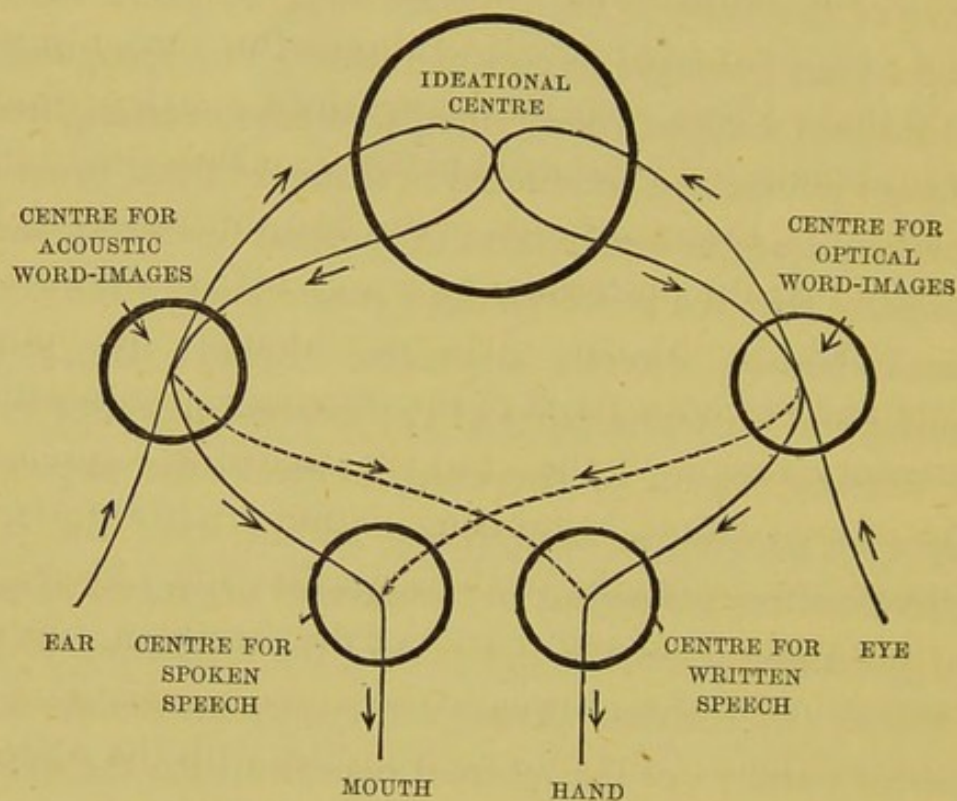 IDEATIONAL
CENTRE
CENTRE FOR
ACOUSTIC
WORD-IMAGES
CENTRE FOR
OPTICAL
WORD-IMAGES
EAR
CENTRE FOR
SPOKEN
SPEECH
CENTRE FOR
WRITTEN
SPEECH
EYE
MOUTH
HAND